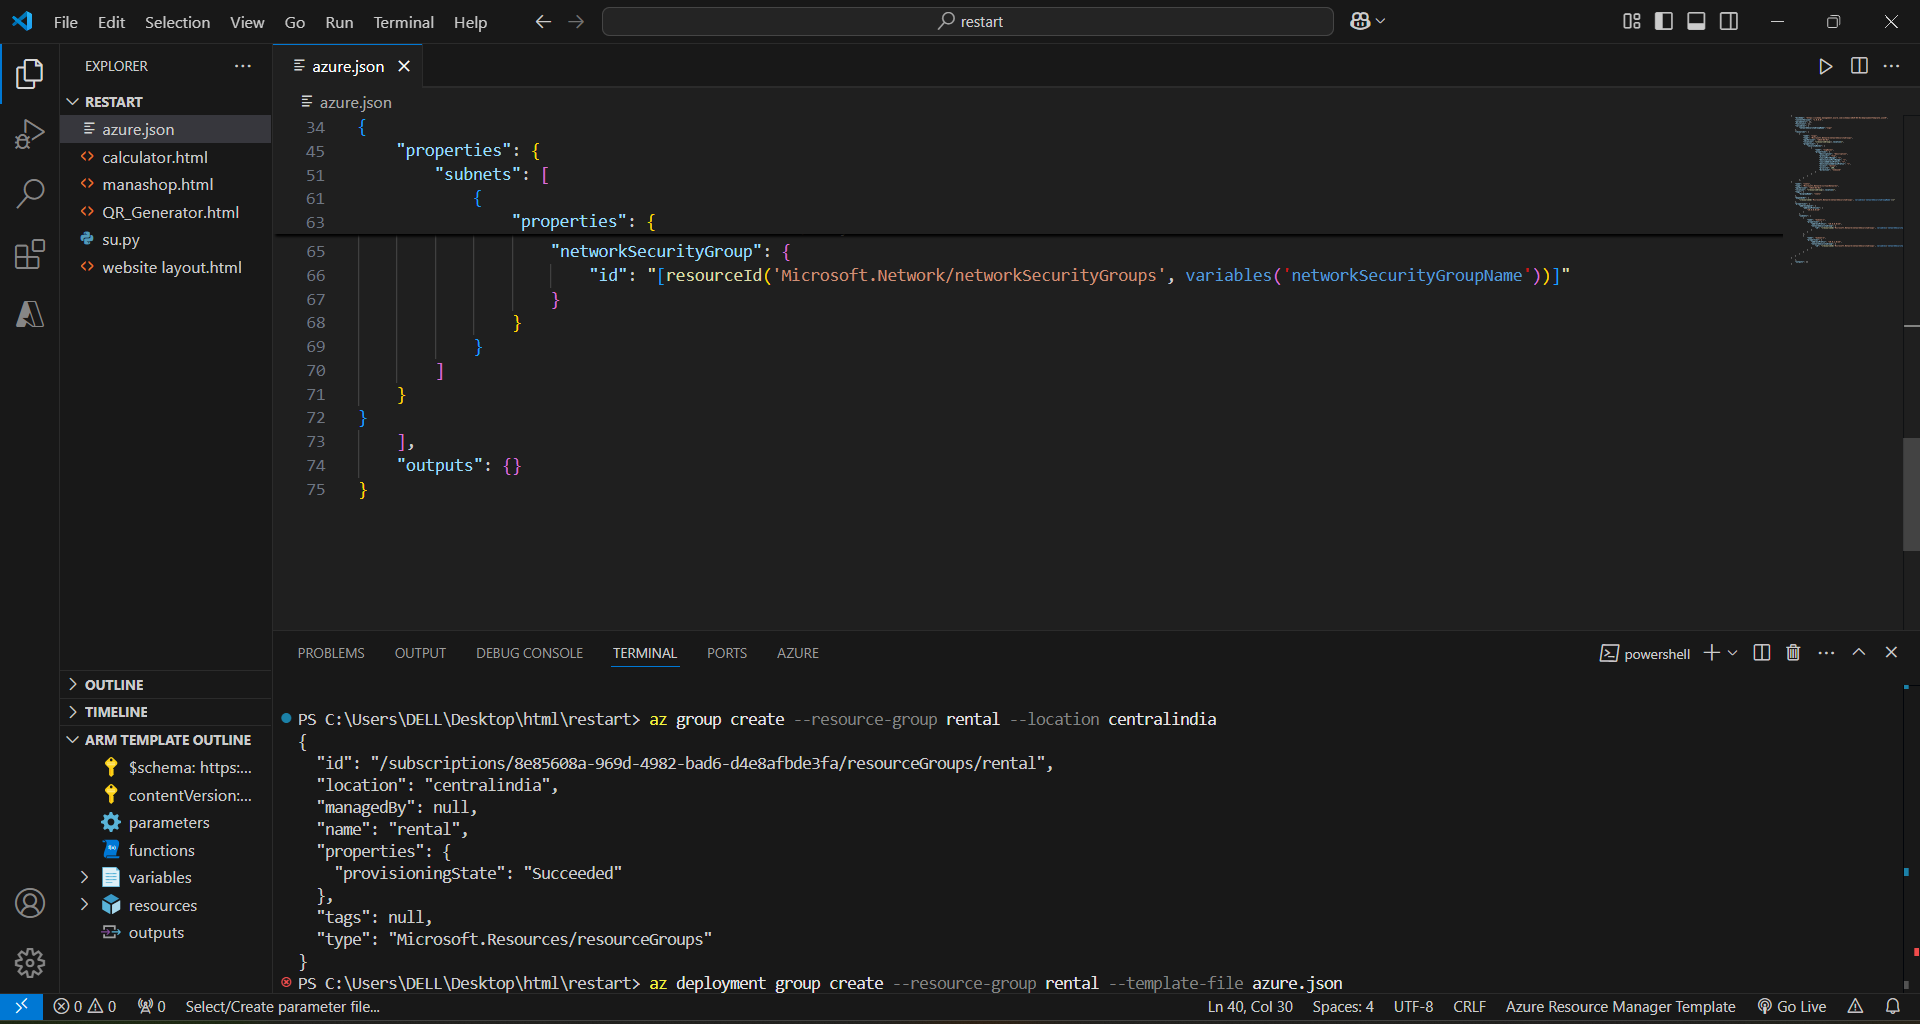 File Edit Selection View Go Run Terminal Help
restart
EXPLORER
RESTART
azure.json
calculator.html
manashop.html
QR_Generator.html
su.py
website layout.html
OUTLINE
TIMELINE
ARM TEMPLATE OUTLINE
$schema: https:...
contentVersion:...
parameters
functions
variables
resources
outputs
azure.json
azure.json
34 {
45 "properties": {
51 "subnets": [
61 {
63 "properties": {
65 "networkSecurityGroup": {
66 "id": "[resourceId('Microsoft.Network/networkSecurityGroups', variables('networkSecurityGroupName'))]"
67 }
68 }
69 }
70 ]
71 }
72 }
73 ],
74 "outputs": {}
75 }
PROBLEMS OUTPUT DEBUG CONSOLE TERMINAL PORTS AZURE
powershell
PS C:\Users\DELL\Desktop\html\restart> az group create --resource-group rental --location centralindia
{
"id": "/subscriptions/8e85608a-969d-4982-bad6-d4e8afbde3fa/resourceGroups/rental",
"location": "centralindia",
"managedBy": null,
"name": "rental",
"properties": {
"provisioningState": "Succeeded"
},
"tags": null,
"type": "Microsoft.Resources/resourceGroups"
}
PS C:\Users\DELL\Desktop\html\restart> az deployment group create --resource-group rental --template-file azure.json
0 0 0 Select/Create parameter file... Ln 40, Col 30 Spaces: 4 UTF-8 CRLF Azure Resource Manager Template Go Live